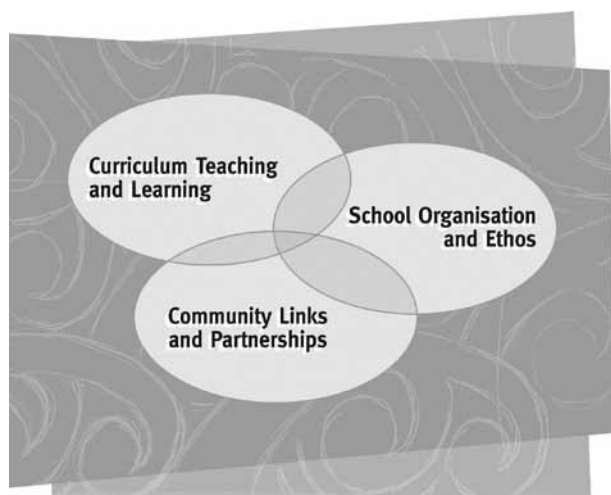 Curriculum Teaching
and Learning
School Organisation
and Ethos
Community Links
and Partnerships